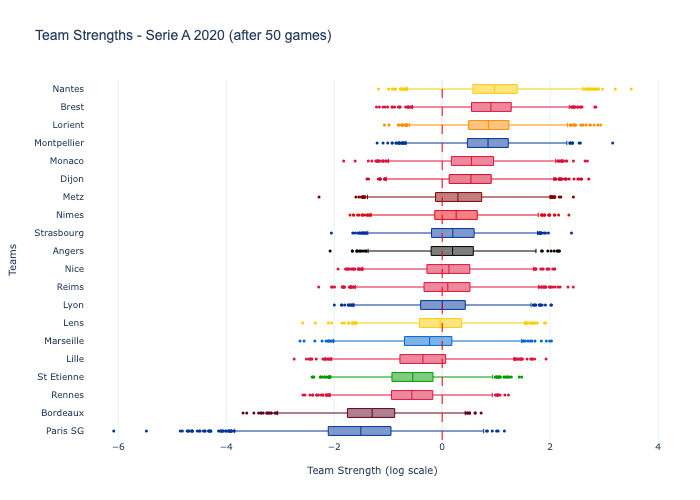 Team Strengths - Serie A 2020 (after 50 games)
Nantes
Brest
Lorient
Montpellier
Monaco
Dijon
Metz
Nimes
Strasbourg
Angers
Nice
Reims
Lyon
Lens
Marseille
Lille
St Etienne
Rennes
Bordeaux
Paris SG
Teams
−6 −4 −2 0 2 4
Team Strength (log scale)